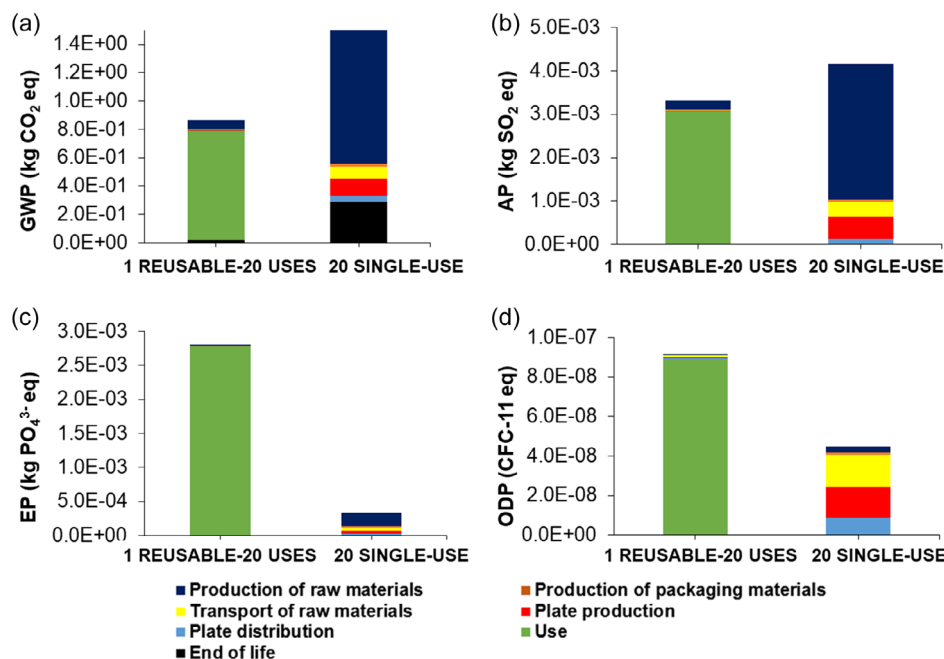 (a)
GWP (kg CO₂ eq)
1.4E+00
1.2E+00
1.0E+00
8.0E-01
6.0E-01
4.0E-01
2.0E-01
0.0E+00
1 REUSABLE-20 USES 20 SINGLE-USE
(b)
AP (kg SO₂ eq)
5.0E-03
4.0E-03
3.0E-03
2.0E-03
1.0E-03
0.0E+00
1 REUSABLE-20 USES 20 SINGLE-USE
(c)
EP (kg PO₄³⁻ eq)
3.0E-03
2.5E-03
2.0E-03
1.5E-03
1.0E-03
5.0E-04
0.0E+00
1 REUSABLE-20 USES 20 SINGLE-USE
(d)
ODP (CFC-11 eq)
1.0E-07
8.0E-08
6.0E-08
4.0E-08
2.0E-08
0.0E+00
1 REUSABLE-20 USES 20 SINGLE-USE
Production of raw materials
Production of packaging materials
Transport of raw materials
Plate production
Plate distribution
Use
End of life